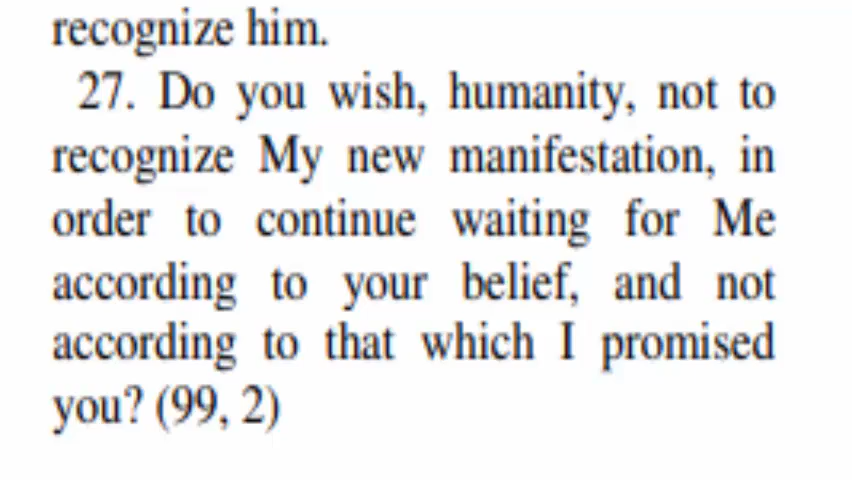 recognize him.
27. Do you wish, humanity, not to
recognize My new manifestation, in
order to continue waiting for Me
according to your belief, and not
according to that which I promised
you? (99, 2)